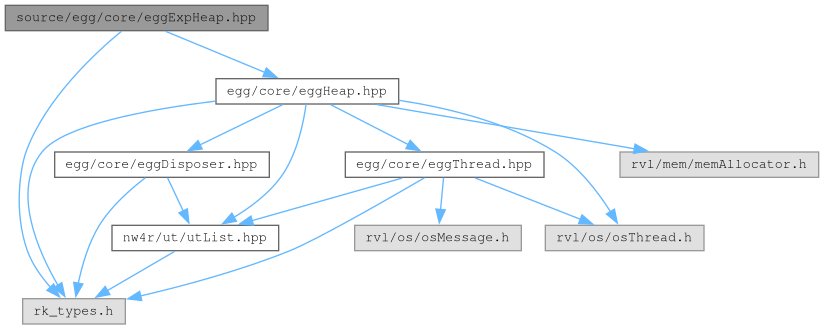 source/egg/core/eggExpHeap.hpp
egg/core/eggHeap.hpp
egg/core/eggDisposer.hpp
egg/core/eggThread.hpp
rvl/mem/memAllocator.h
nw4r/ut/utList.hpp
rvl/os/osMessage.h
rvl/os/osThread.h
rk_types.h